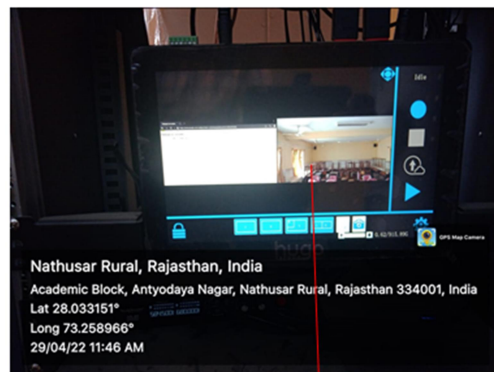 Idle
hugo
GPS Map Camera
Nathusar Rural, Rajasthan, India
Academic Block, Antyodaya Nagar, Nathusar Rural, Rajasthan 334001, India
Lat 28.033151°
Long 73.258966°
29/04/22 11:46 AM